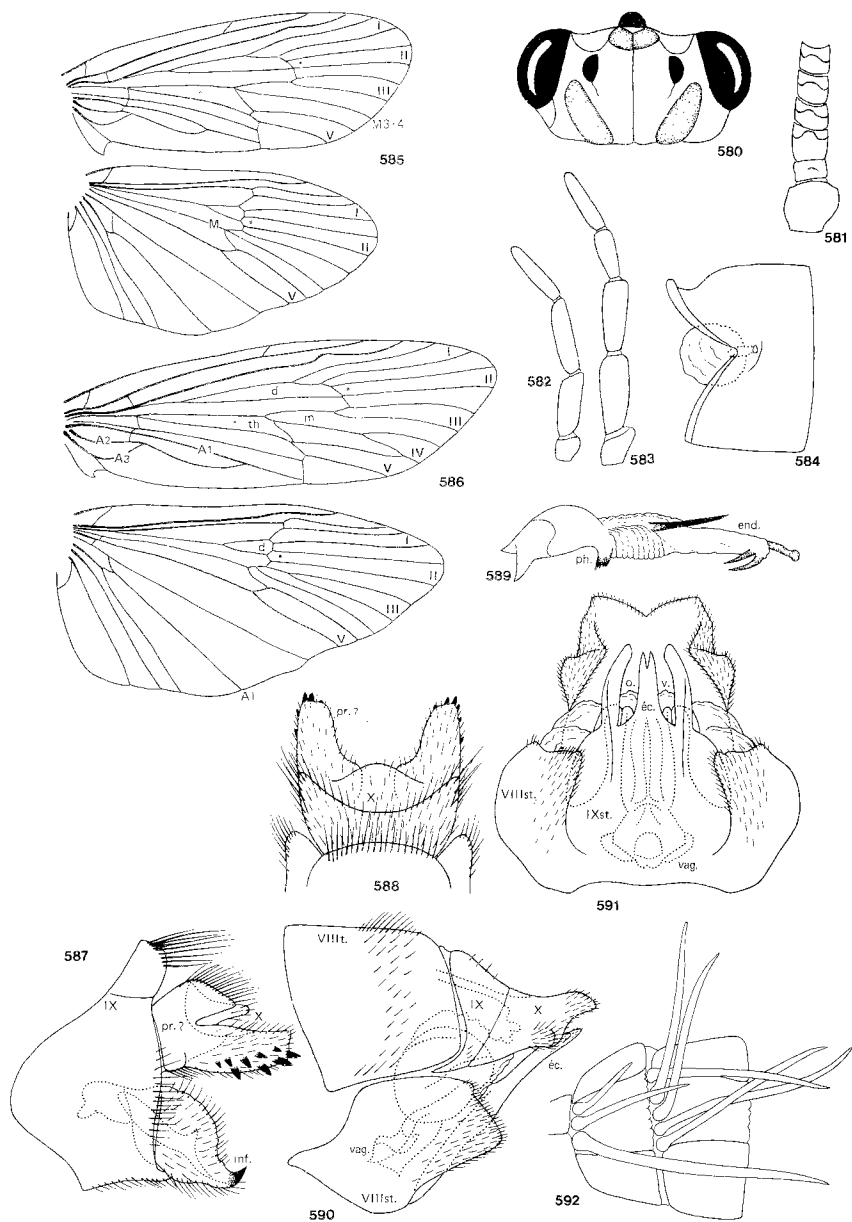 I
II
III
M3+4
V
585
580
581
I
M
II
V
582
583
584
I
II
d
III
th
m
IV
A2
A1
A3
V
586
end.
ph.
589
I
d
II
III
V
A1
pr.?
X
588
o.
v.
éc.
VIIIst.
IXst.
vag.
591
587
IX
pr.?
X
inf.
VIIIt.
IX
X
éc.
vag.
VIIIst.
590
592